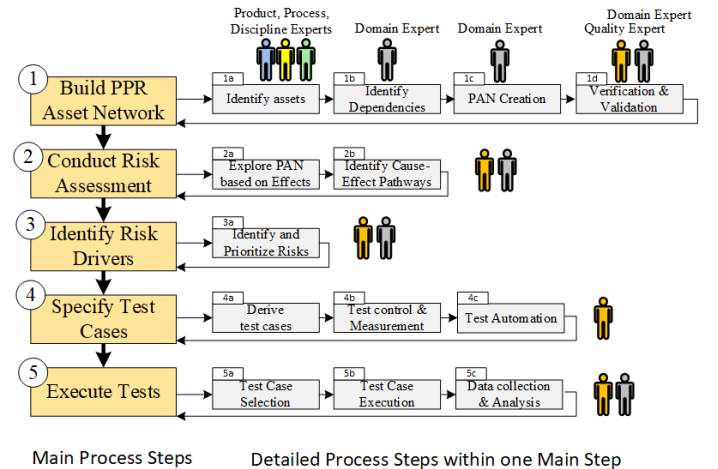 Product, Process,
Discipline Experts
Domain Expert
Domain Expert
Domain Expert
Quality Expert
1
Build PPR
Asset Network
1a
Identify assets
1b
Identify
Dependencies
1c
PAN Creation
1d
Verification &
Validation
2
Conduct Risk
Assessment
2a
Explore PAN
based on Effects
2b
Identify Cause-
Effect Pathways
3
Identify Risk
Drivers
3a
Identify and
Prioritize Risks
4
Specify Test
Cases
4a
Derive
test cases
4b
Test control &
Measurement
4c
Test Automation
5
Execute Tests
5a
Test Case
Selection
5b
Test Case
Execution
5c
Data collection
& Analysis
Main Process Steps
Detailed Process Steps within one Main Step